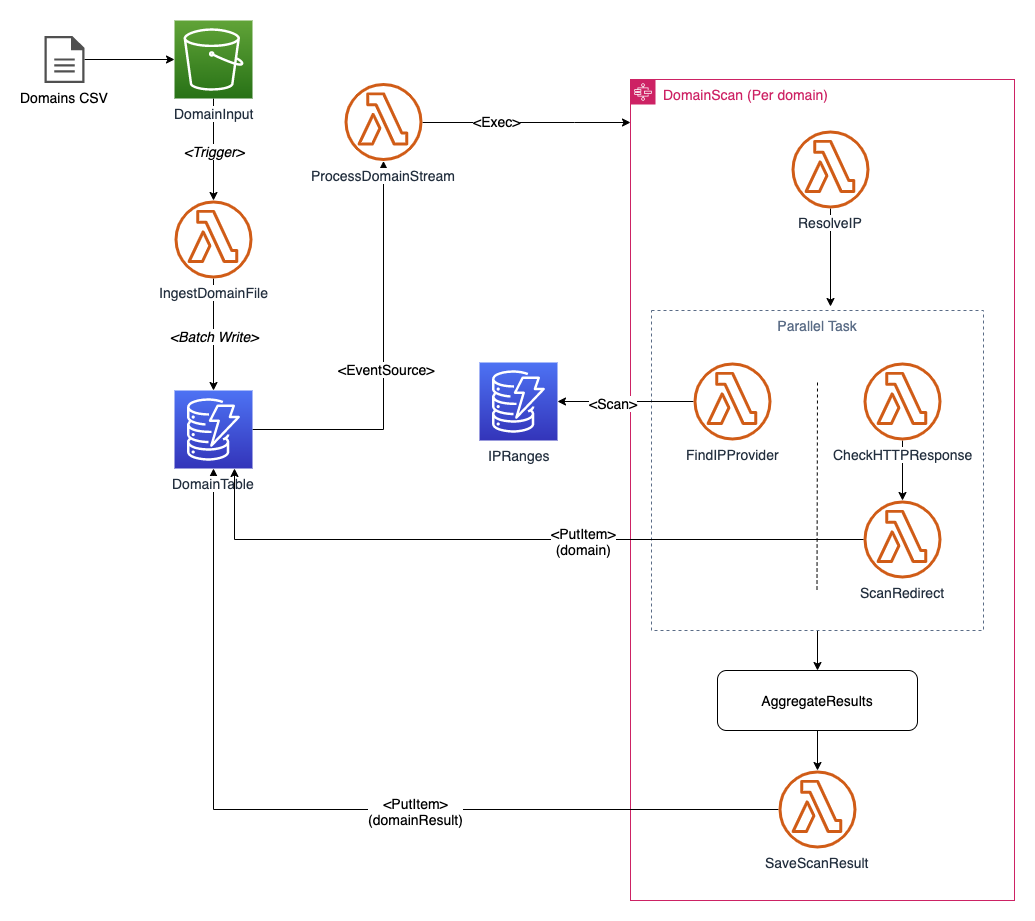 Domains CSV
DomainInput
<Trigger>
IngestDomainFile
<Batch Write>
DomainTable
ProcessDomainStream
<Exec>
<EventSource>
IPRanges
<Scan>
DomainScan (Per domain)
ResolveIP
Parallel Task
FindIPProvider
CheckHTTPResponse
<PutItem>
(domain)
ScanRedirect
AggregateResults
<PutItem>
(domainResult)
SaveScanResult